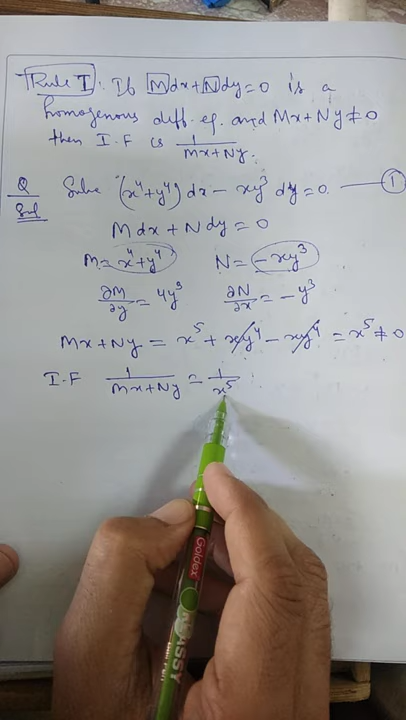 Rule I: If Mdx+Ndy=0 is a
homogenous diff. eq. and Mx+Ny≠0
then I.F is 1/(Mx+Ny).
Q Solve (x⁴+y⁴) dx − xy³ dy=0. — ①
Sol
Mdx+Ndy=0
M=x⁴+y⁴ N=−xy³
∂M/∂y=4y³ ∂N/∂x=−y³
Mx+Ny = x⁵+xy⁴−xy⁴ = x⁵≠0
I.F 1/(Mx+Ny) = 1/x⁵
Goldex
KLASSY